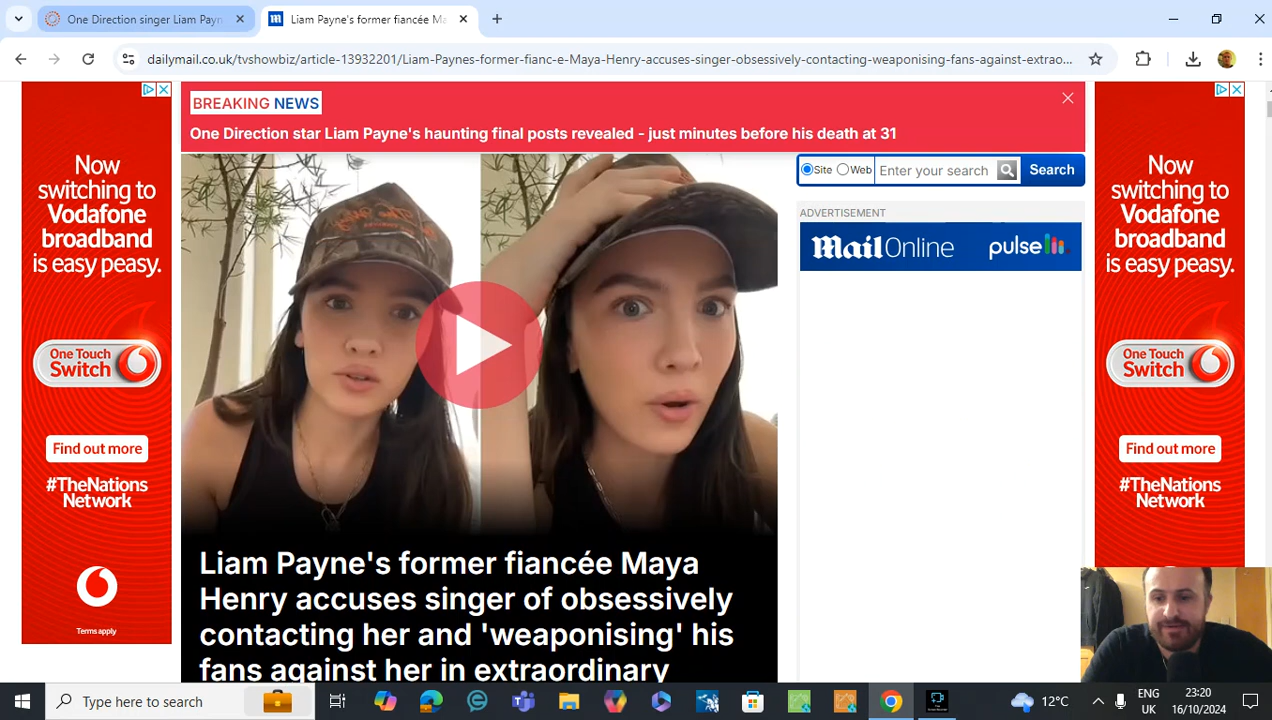 One Direction singer Liam Payn
Liam Payne's former fiancée Ma
dailymail.co.uk/tvshowbiz/article-13932201/Liam-Paynes-former-fianc-e-Maya-Henry-accuses-singer-obsessively-contacting-weaponising-fans-against-extrao...
BREAKING NEWS
One Direction star Liam Payne's haunting final posts revealed - just minutes before his death at 31
Now
switching to
Vodafone
broadband
is easy peasy.
One Touch
Switch
Find out more
#TheNations
Network
Terms apply
Site Web Enter your search Search
ADVERTISEMENT
MailOnline pulse
Liam Payne's former fiancée Maya
Henry accuses singer of obsessively
contacting her and 'weaponising' his
fans against her in extraordinary
Now
switching to
Vodafone
broadband
is easy peasy.
One Touch
Switch
Find out more
#TheNations
Network
Type here to search
12°C
ENG
UK
23:20
16/10/2024